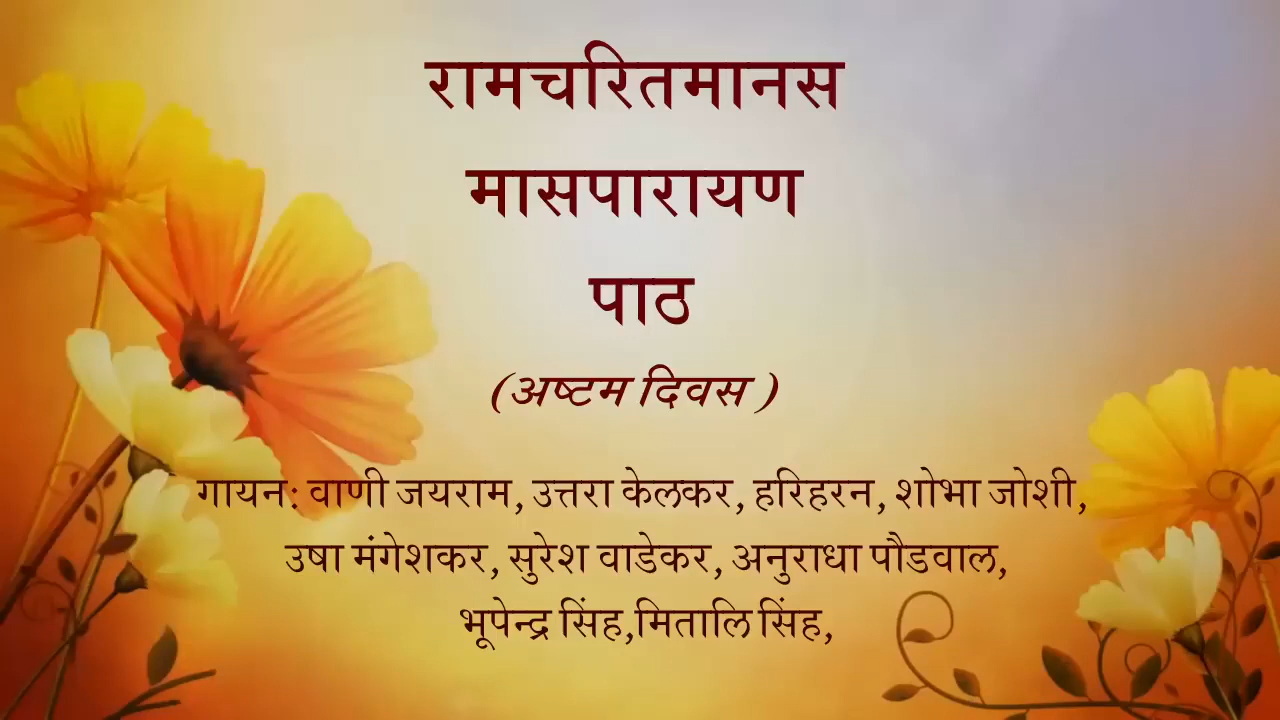 रामचरितमानस
मासपारायण
पाठ
(अष्टम दिवस )
गायन: वाणी जयराम, उत्तरा केलकर, हरिहरन, शोभा जोशी,
उषा मंगेशकर, सुरेश वाडेकर, अनुराधा पौडवाल,
भूपेन्द्र सिंह,मितालि सिंह,